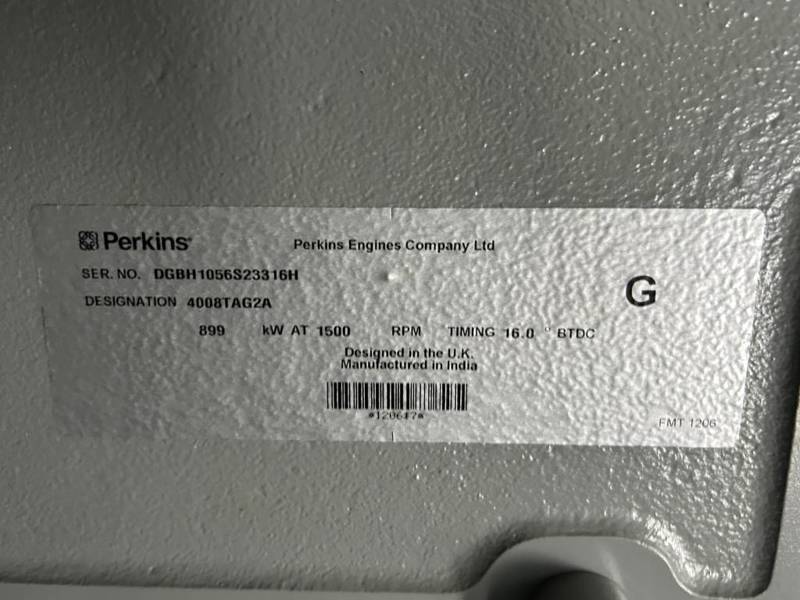 Perkins®
Perkins Engines Company Ltd
SER. NO. DGBH1056S23316H
G
DESIGNATION 4008TAG2A
899 kW AT 1500 RPM TIMING 16.0 ° BTDC
Designed in the U.K.
Manufactured in India
FMT 1206